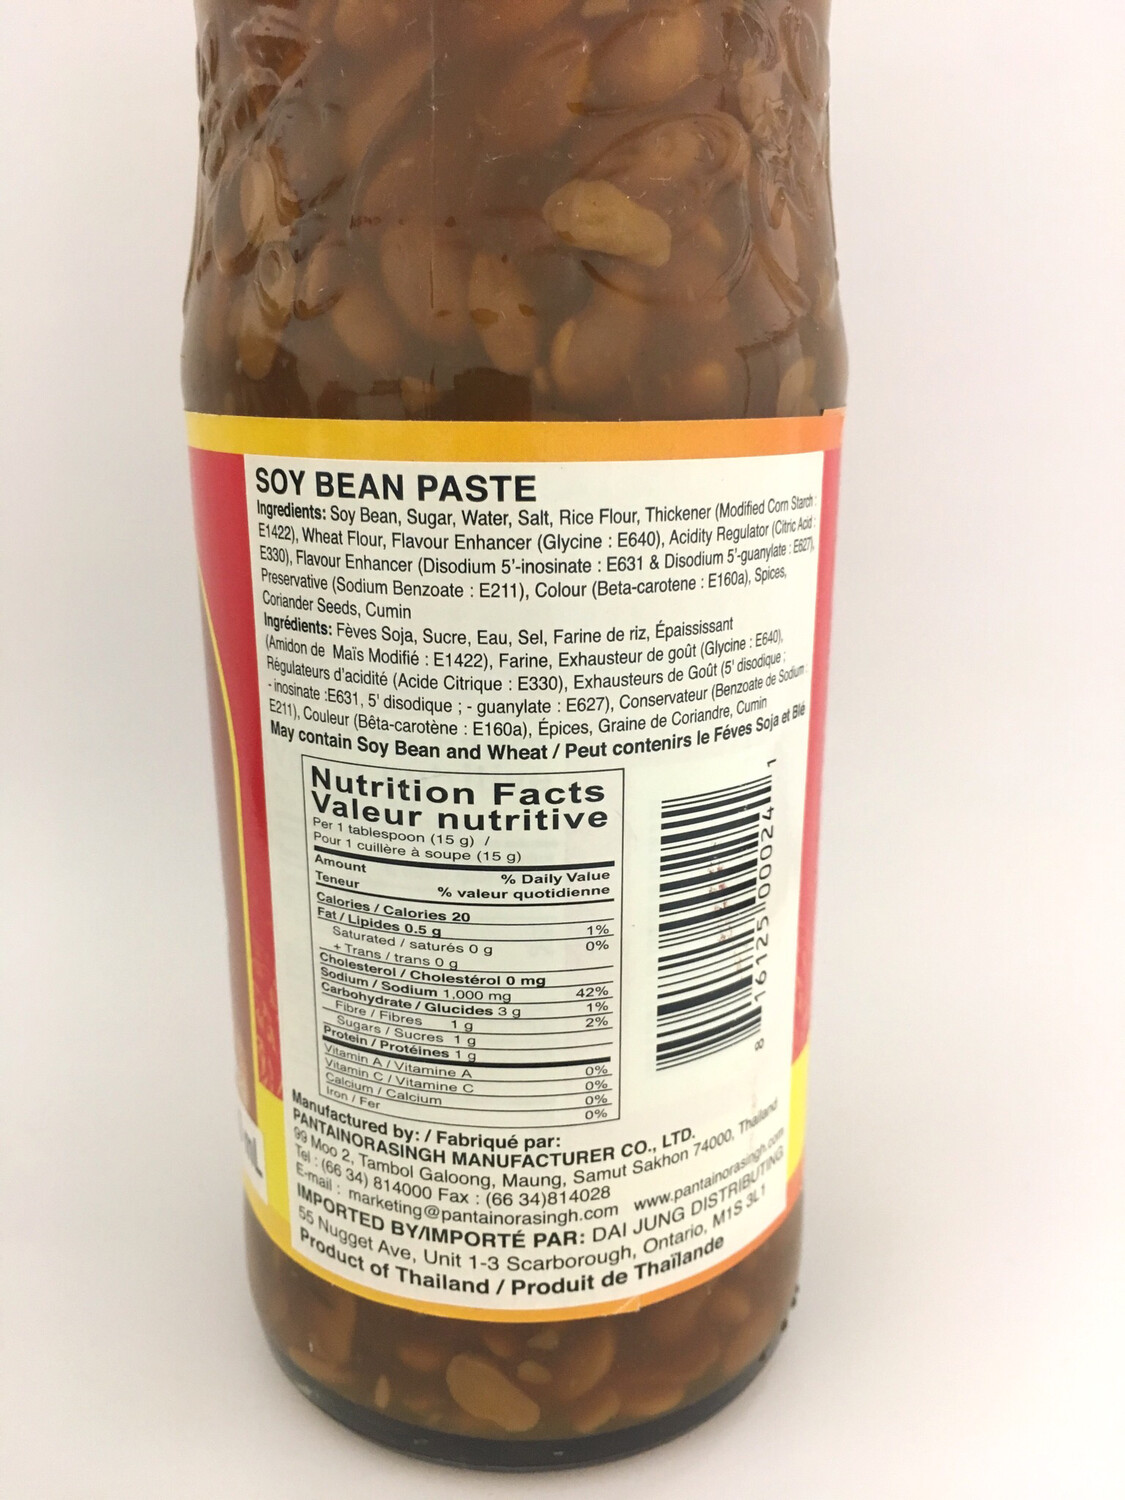 SOY BEAN PASTE
Ingredients: Soy Bean, Sugar, Water, Salt, Rice Flour, Thickener (Modified Corn Starch :
E1422), Wheat Flour, Flavour Enhancer (Glycine : E640), Acidity Regulator (Citric Acid :
E330), Flavour Enhancer (Disodium 5'-inosinate : E631 & Disodium 5'-guanylate : E627),
Preservative (Sodium Benzoate : E211), Colour (Beta-carotene : E160a), Spices,
Coriander Seeds, Cumin
Ingrédients: Fèves Soja, Sucre, Eau, Sel, Farine de riz, Épaississant
(Amidon de Maïs Modifié : E1422), Farine, Exhausteur de goût (Glycine : E640),
Régulateurs d'acidité (Acide Citrique : E330), Exhausteurs de Goût (5' disodique ;
- inosinate :E631, 5' disodique ; - guanylate : E627), Conservateur (Benzoate de Sodium :
E211), Couleur (Bêta-carotène : E160a), Épices, Graine de Coriandre, Cumin
May contain Soy Bean and Wheat / Peut contenirs le Féves Soja et Blé
Nutrition Facts
Valeur nutritive
Per 1 tablespoon (15 g) /
Pour 1 cuillère à soupe (15 g)
Amount % Daily Value
Teneur % valeur quotidienne
Calories / Calories 20
Fat / Lipides 0.5 g 1%
Saturated / saturés 0 g 0%
+ Trans / trans 0 g
Cholesterol / Cholestérol 0 mg
Sodium / Sodium 1,000 mg 42%
Carbohydrate / Glucides 3 g 1%
Fibre / Fibres 1 g 2%
Sugars / Sucres 1 g
Protein / Protéines 1 g
Vitamin A / Vitamine A 0%
Vitamin C / Vitamine C 0%
Calcium / Calcium 0%
Iron / Fer 0%
8 16125 00024 1
Manufactured by: / Fabriqué par:
PANTAINORASINGH MANUFACTURER CO., LTD.
99 Moo 2, Tambol Galoong, Maung, Samut Sakhon 74000, Thailand
Tel : (66 34) 814000 Fax : (66 34)814028
E-mail : marketing@pantainorasingh.com www.pantainorasingh.com
IMPORTED BY/IMPORTÉ PAR: DAI JUNG DISTRIBUTING
55 Nugget Ave, Unit 1-3 Scarborough, Ontario, M1S 3L1
Product of Thailand / Produit de Thaïlande
mL